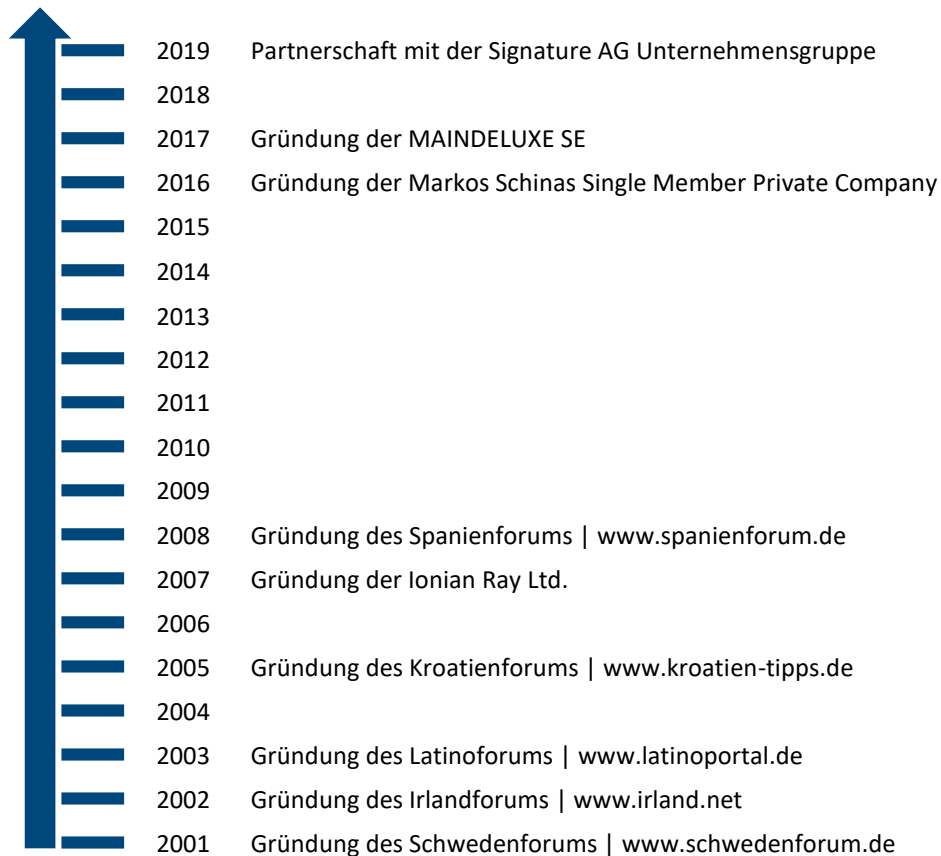 2019 Partnerschaft mit der Signature AG Unternehmensgruppe
2018
2017 Gründung der MAINDELUXE SE
2016 Gründung der Markos Schinas Single Member Private Company
2015
2014
2013
2012
2011
2010
2009
2008 Gründung des Spanienforums | www.spanienforum.de
2007 Gründung der Ionian Ray Ltd.
2006
2005 Gründung des Kroatienforums | www.kroatien-tipps.de
2004
2003 Gründung des Latinoforums | www.latinoportal.de
2002 Gründung des Irlandforums | www.irland.net
2001 Gründung des Schwedenforums | www.schwedenforum.de